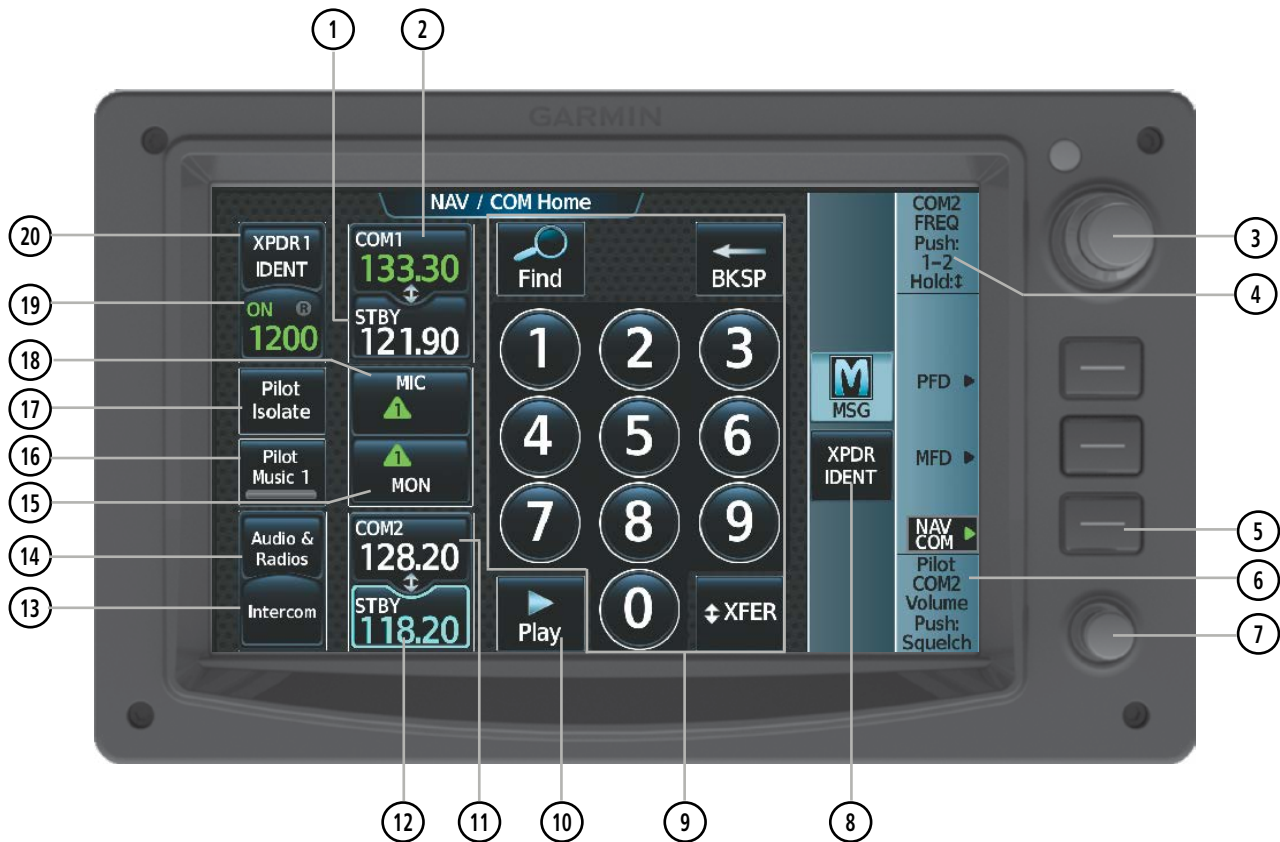 1
2
GARMIN
NAV / COM Home
XPDR1
IDENT
ON R
1200
Pilot
Isolate
Pilot
Music 1
Audio &
Radios
Intercom
COM1
133.30
STBY
121.90
MIC
1
1
MON
COM2
128.20
STBY
118.20
Find
BKSP
1
2
3
4
5
6
7
8
9
Play
0
XFER
M
MSG
XPDR
IDENT
COM2
FREQ
Push:
1–2
Hold:↕
PFD
MFD
NAV
COM
Pilot
COM2
Volume
Push:
Squelch
3
4
5
6
7
8
9
10
11
12
13
14
15
16
17
18
19
20